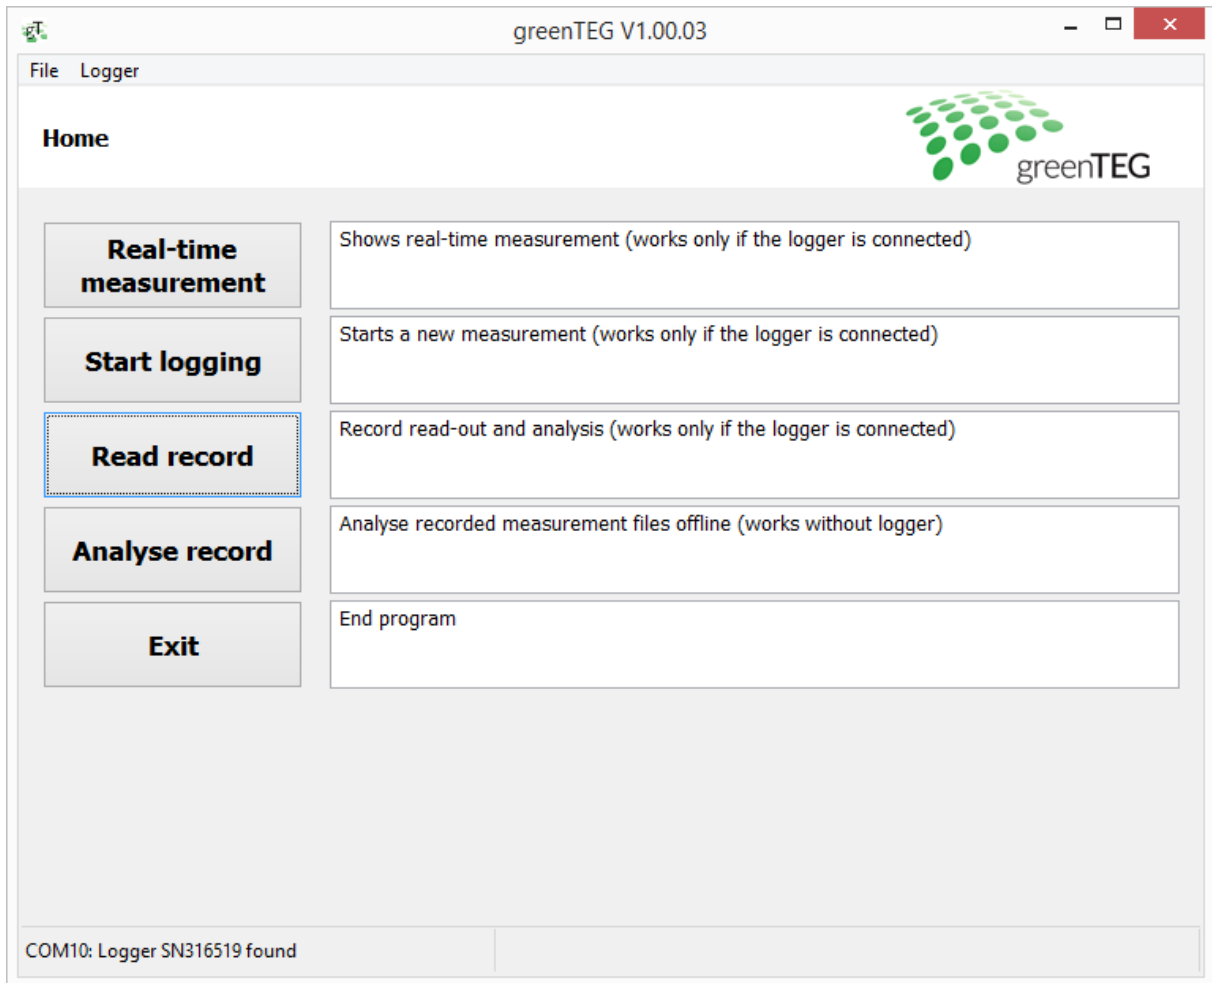 gT
greenTEG V1.00.03
File Logger
Home
greenTEG
Real-time
measurement
Shows real-time measurement (works only if the logger is connected)
Start logging
Starts a new measurement (works only if the logger is connected)
Read record
Record read-out and analysis (works only if the logger is connected)
Analyse record
Analyse recorded measurement files offline (works without logger)
Exit
End program
COM10: Logger SN316519 found